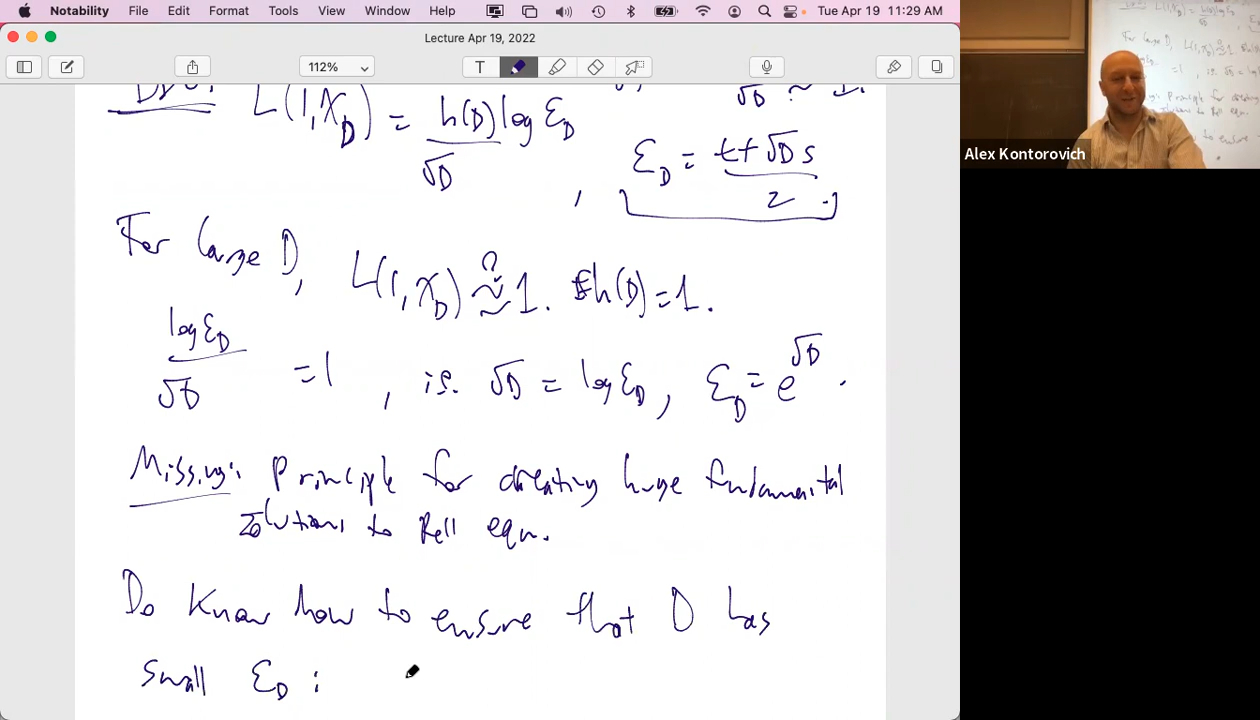 Notability File Edit Format Tools View Window Help Tue Apr 19 11:29 AM
Lecture Apr 19, 2022
112% T
L(1,χ_D) = h(D) log ε_D / √D , ε_D = t+√D s / 2
For large D, L(1,χ_D) ≈? 1. h(D)=1.
log ε_D / √D = 1 , i.e. √D = log ε_D, ε_D = e^√D .
Missing: Principle for creating huge fundamental
solutions to Pell eqn.
Do know how to ensure that D has
small ε_D :
Alex Kontorovich